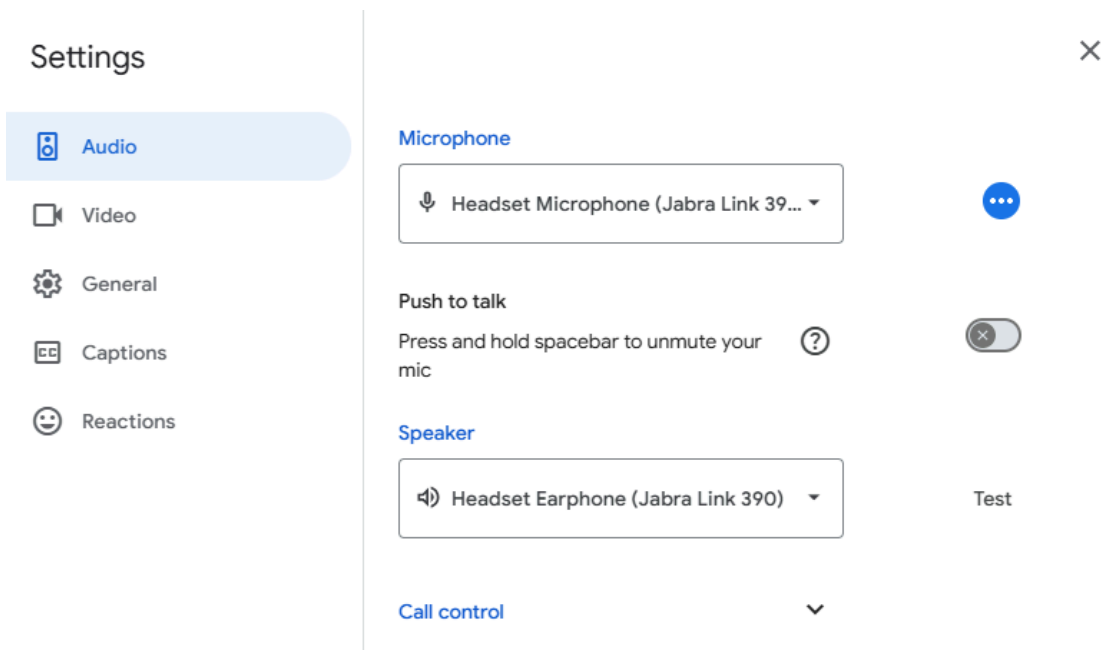 Settings
Audio
Video
General
Captions
Reactions
Microphone
Headset Microphone (Jabra Link 39...
Push to talk
Press and hold spacebar to unmute your
mic
Speaker
Headset Earphone (Jabra Link 390)
Test
Call control